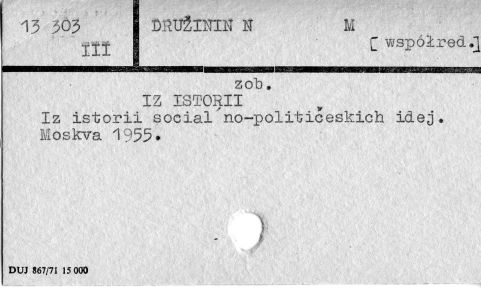 13 303
III
DRUŽININ N M
[współred.]
zob.
IZ ISTORII
Iz istorii social'no-političeskich idej.
Moskva 1955.
DUJ 867/71 15 000